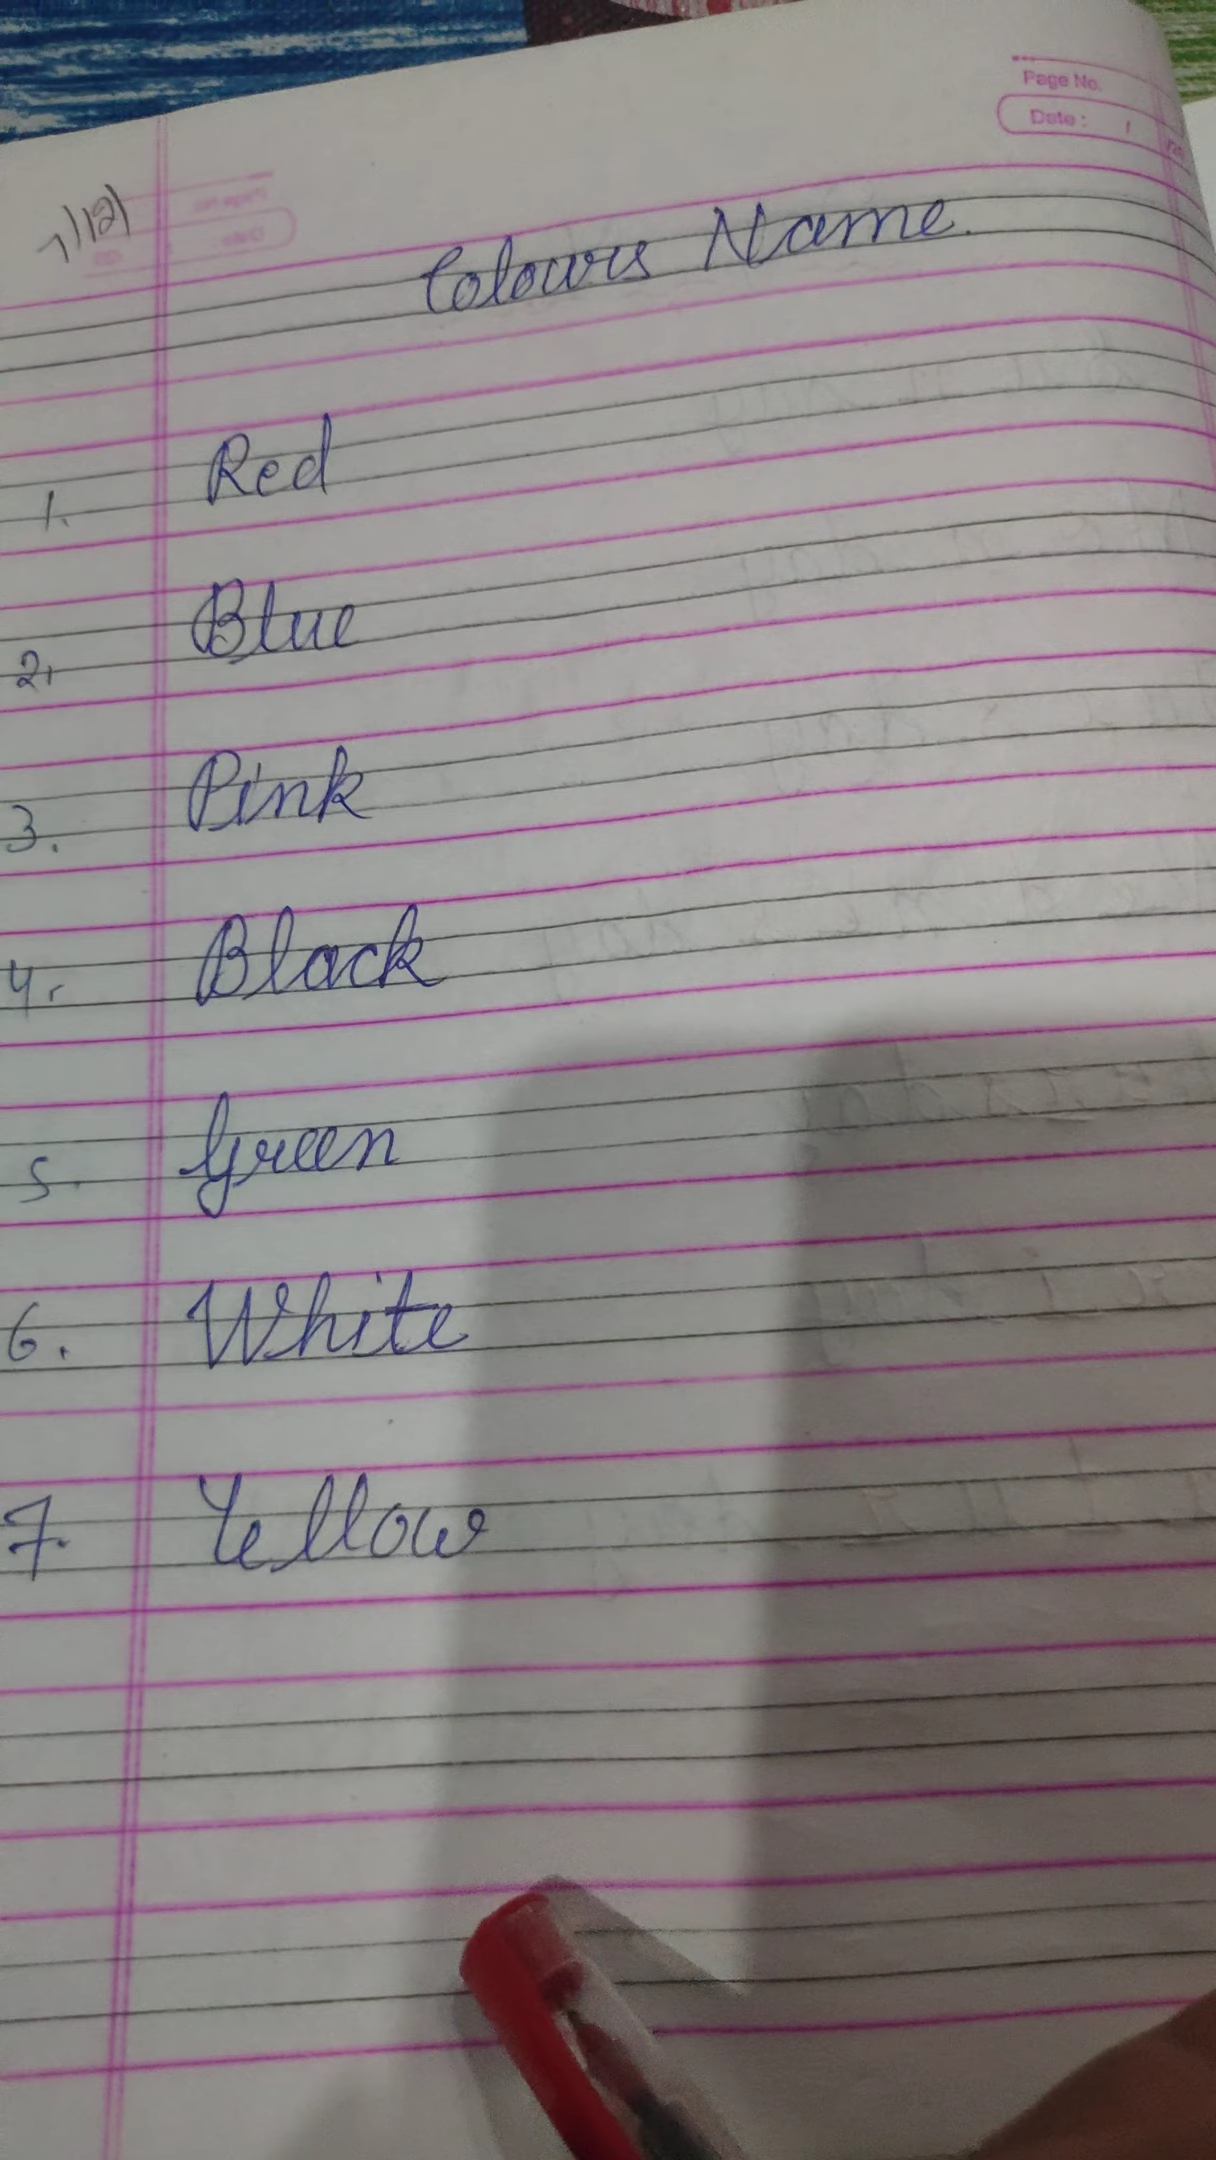 Page No.
Date : /
Colours Name.
1. Red
2. Blue
3. Pink
4. Black
5. Green
6. White
7. Yellow